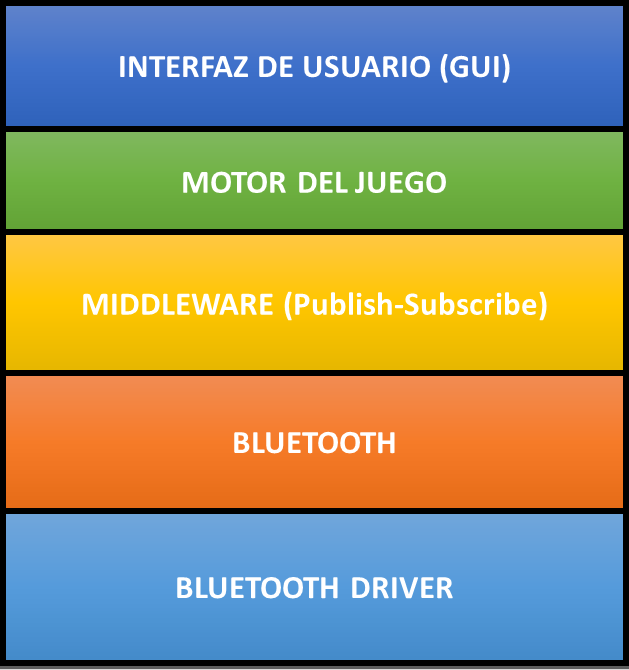 INTERFAZ DE USUARIO (GUI)
MOTOR DEL JUEGO
MIDDLEWARE (Publish-Subscribe)
BLUETOOTH
BLUETOOTH DRIVER